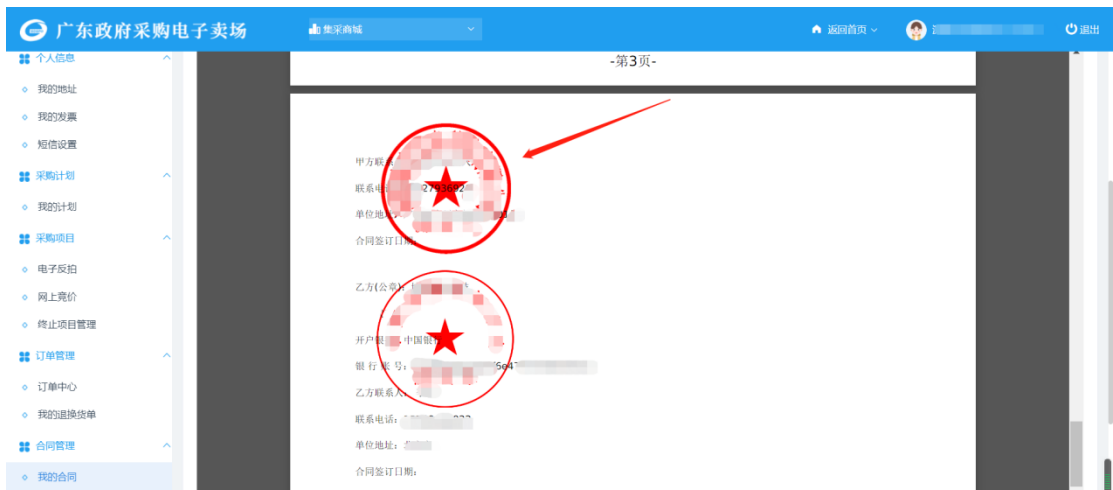 广东政府采购电子卖场
集采商城
返回首页
退出
个人信息
我的地址
我的发票
短信设置
采购计划
我的计划
采购项目
电子反拍
网上竞价
终止项目管理
订单管理
订单中心
我的退换货单
合同管理
我的合同
-第3页-
甲方联
联系电
单位地址
合同签订日期:
乙方(公章):
开户银 中国银
银 行 账 号:
乙方联系人
联系电话:
单位地址:
合同签订日期: